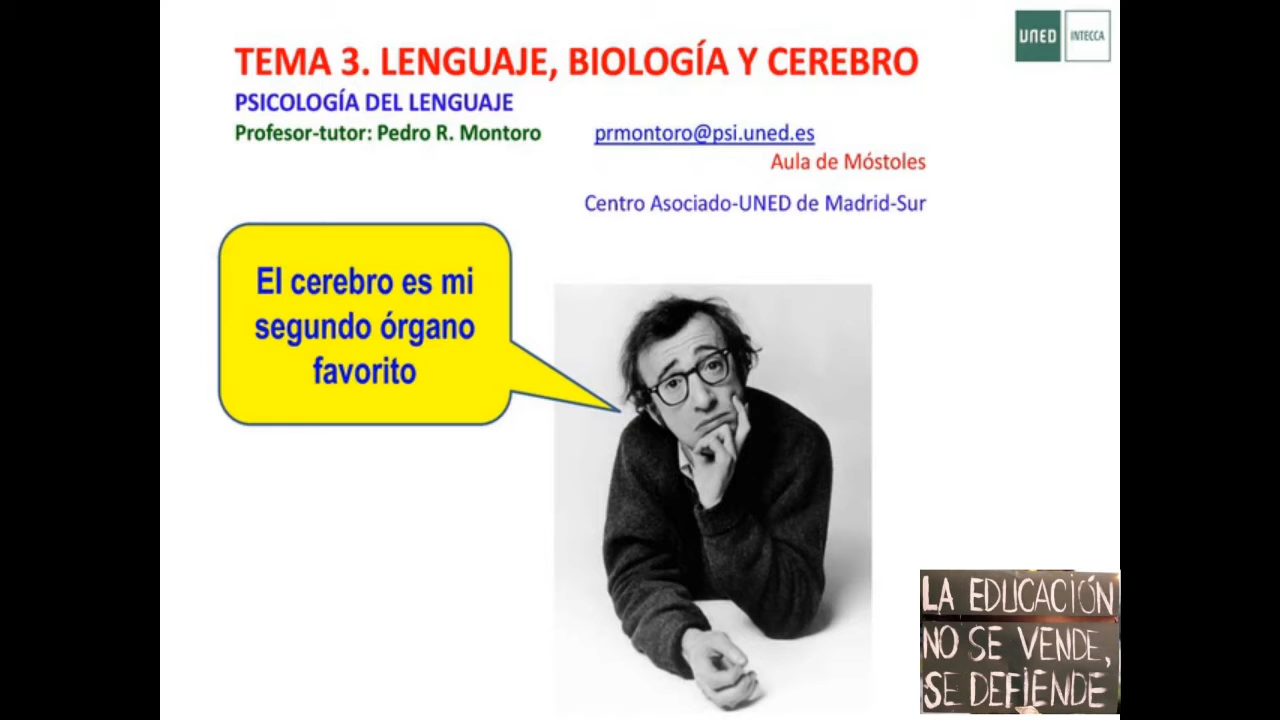 UNED INTECCA
TEMA 3. LENGUAJE, BIOLOGÍA Y CEREBRO
PSICOLOGÍA DEL LENGUAJE
Profesor-tutor: Pedro R. Montoro prmontoro@psi.uned.es
Aula de Móstoles
Centro Asociado-UNED de Madrid-Sur
El cerebro es mi
segundo órgano
favorito
LA EDUCACIÓN
NO SE VENDE,
SE DEFIENDE